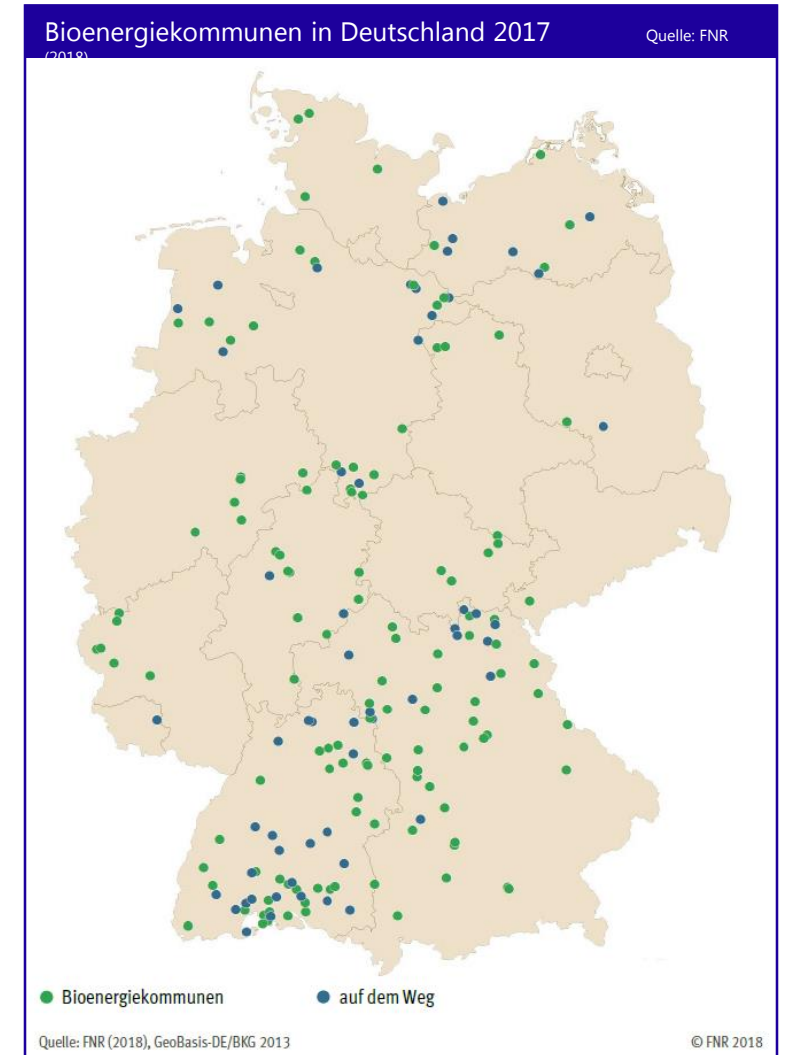 Bioenergiekommunen in Deutschland 2017 Quelle: FNR
(2018)
Bioenergiekommunen auf dem Weg
Quelle: FNR (2018), GeoBasis-DE/BKG 2013 © FNR 2018